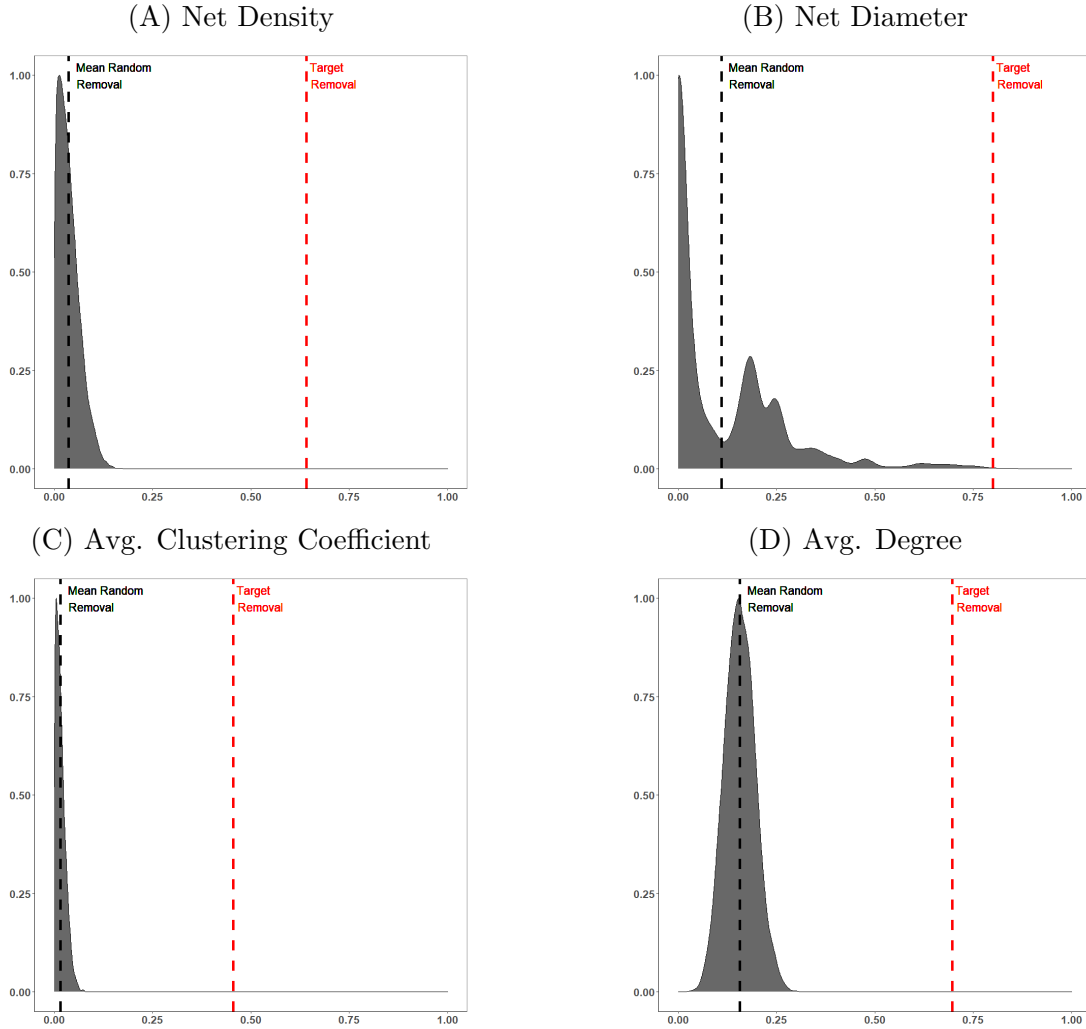 (A) Net Density
Mean Random
Removal
Target
Removal
1.00
0.75
0.50
0.25
0.00
0.00 0.25 0.50 0.75 1.00
(B) Net Diameter
Mean Random
Removal
Target
Removal
1.00
0.75
0.50
0.25
0.00
0.00 0.25 0.50 0.75 1.00
(C) Avg. Clustering Coefficient
Mean Random
Removal
Target
Removal
1.00
0.75
0.50
0.25
0.00
0.00 0.25 0.50 0.75 1.00
(D) Avg. Degree
Mean Random
Removal
Target
Removal
1.00
0.75
0.50
0.25
0.00
0.00 0.25 0.50 0.75 1.00